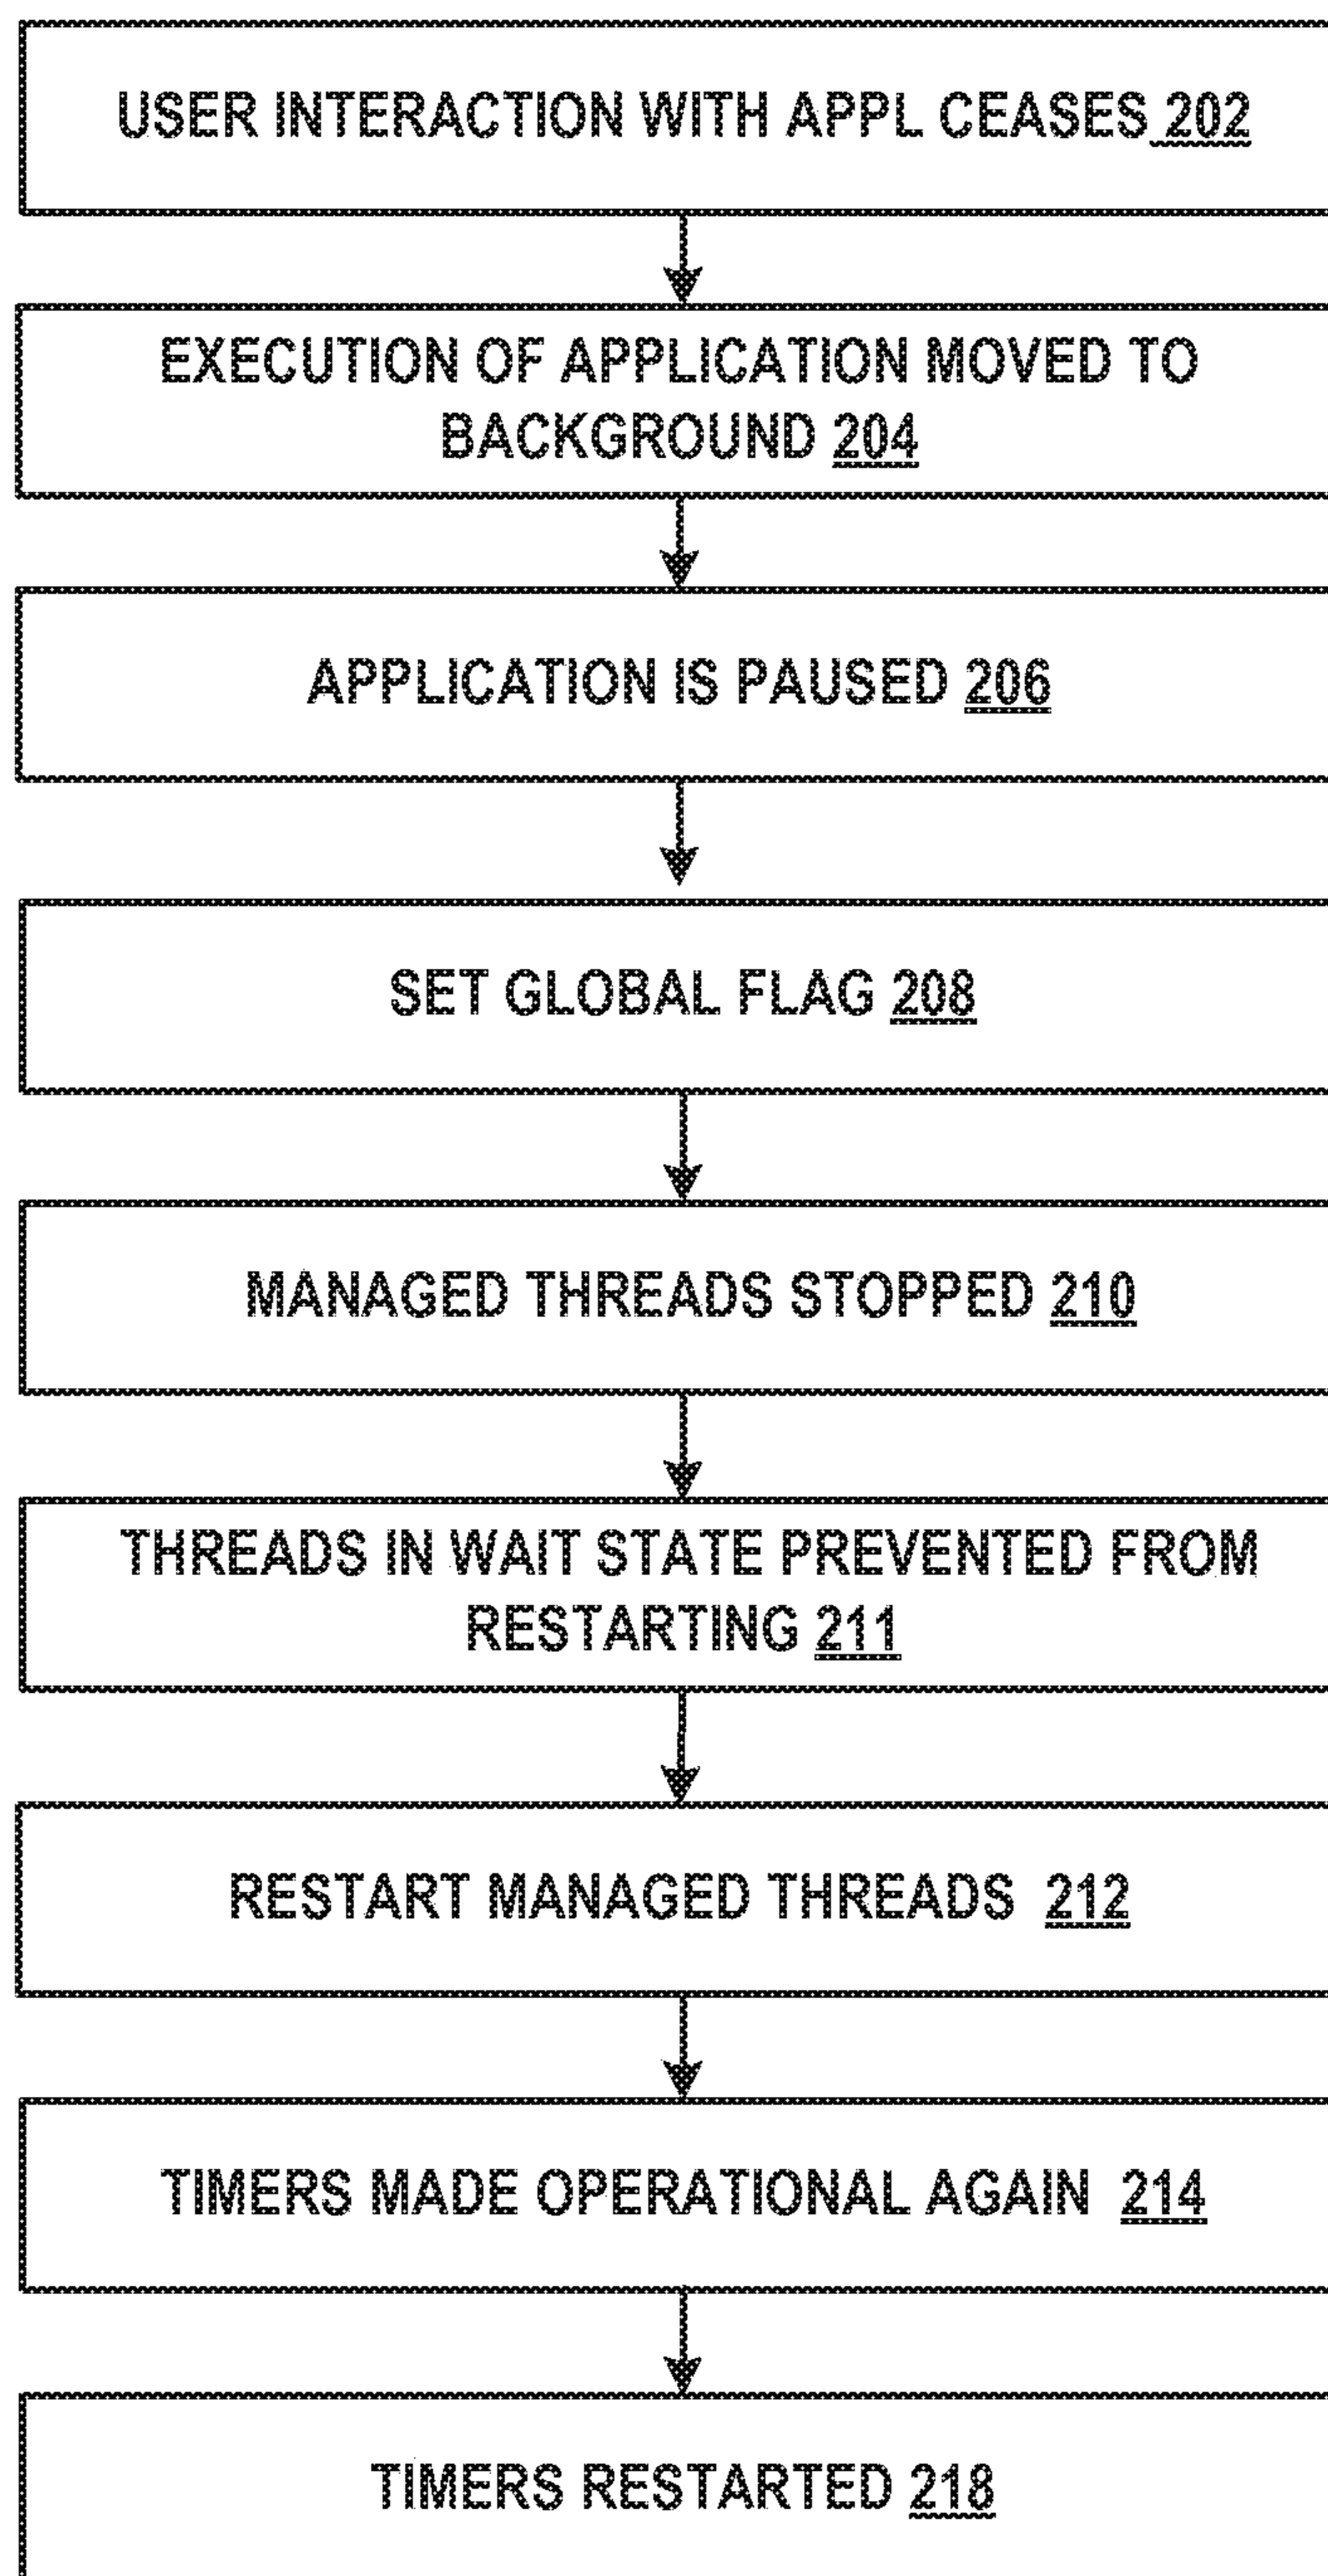 USER INTERACTION WITH APPL CEASES 202
EXECUTION OF APPLICATION MOVED TO
BACKGROUND 204
APPLICATION IS PAUSED 206
SET GLOBAL FLAG 208
MANAGED THREADS STOPPED 210
THREADS IN WAIT STATE PREVENTED FROM
RESTARTING 211
RESTART MANAGED THREADS 212
TIMERS MADE OPERATIONAL AGAIN 214
TIMERS RESTARTED 218